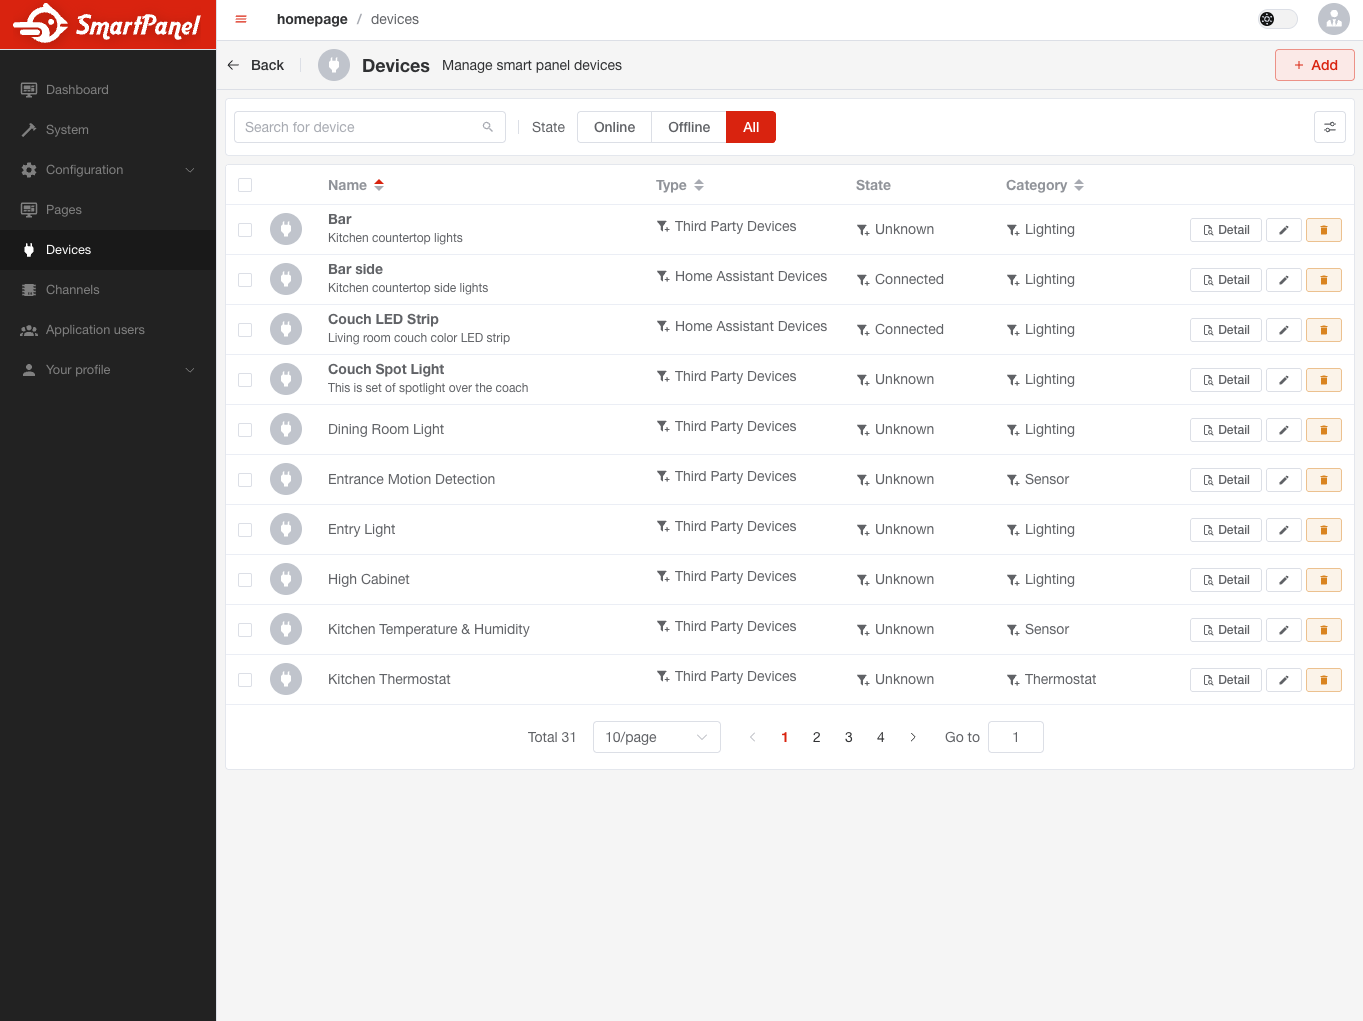 SmartPanel
homepage / devices
Dashboard
System
Configuration
Pages
Devices
Channels
Application users
Your profile
Back
Devices Manage smart panel devices
+ Add
Search for device
State Online Offline All
Name Type State Category
Bar
Kitchen countertop lights
Third Party Devices Unknown Lighting Detail
Bar side
Kitchen countertop side lights
Home Assistant Devices Connected Lighting Detail
Couch LED Strip
Living room couch color LED strip
Home Assistant Devices Connected Lighting Detail
Couch Spot Light
This is set of spotlight over the coach
Third Party Devices Unknown Lighting Detail
Dining Room Light Third Party Devices Unknown Lighting Detail
Entrance Motion Detection Third Party Devices Unknown Sensor Detail
Entry Light Third Party Devices Unknown Lighting Detail
High Cabinet Third Party Devices Unknown Lighting Detail
Kitchen Temperature & Humidity Third Party Devices Unknown Sensor Detail
Kitchen Thermostat Third Party Devices Unknown Thermostat Detail
Total 31 10/page 1 2 3 4 Go to 1